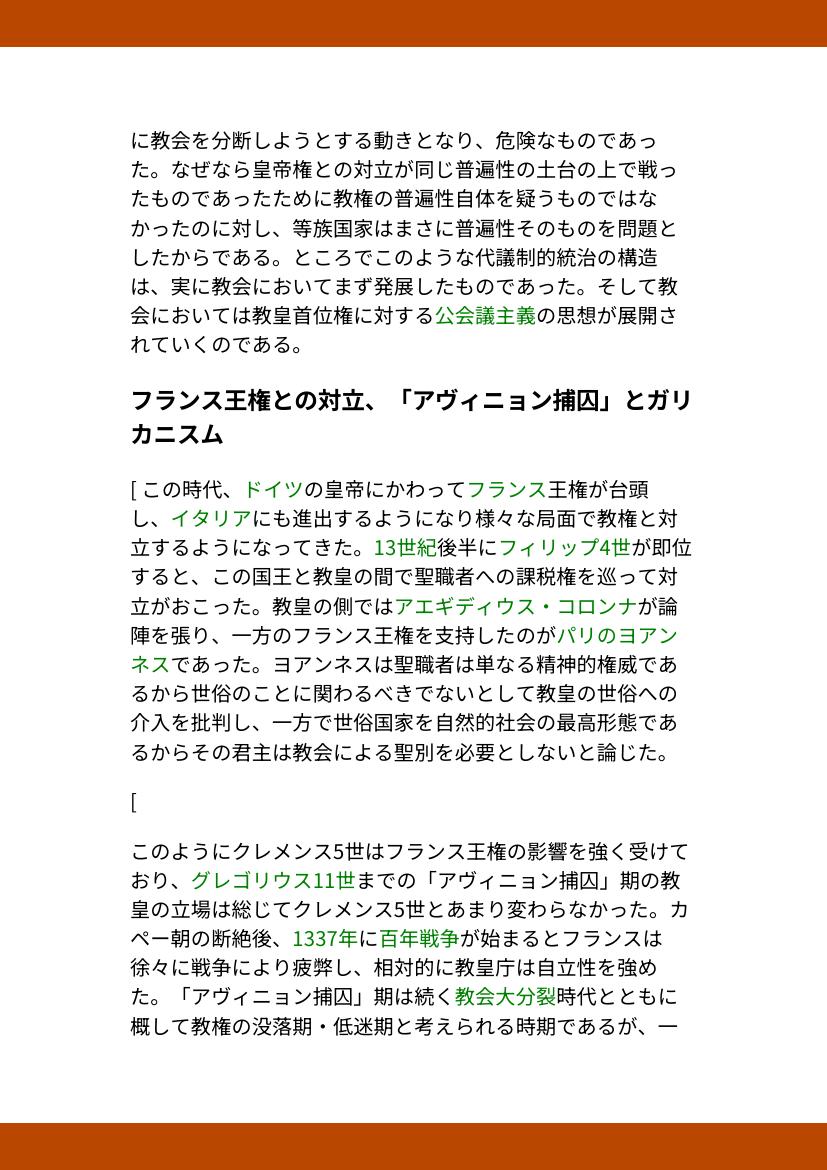 に教会を分断しようとする動きとなり、危険なものであっ
た。なぜなら皇帝権との対立が同じ普遍性の土台の上で戦っ
たものであったために教権の普遍性自体を疑うものではな
かったのに対し、等族国家はまさに普遍性そのものを問題と
したからである。ところでこのような代議制的統治の構造
は、実に教会においてまず発展したものであった。そして教
会においては教皇首位権に対する公会議主義の思想が展開さ
れていくのである。
フランス王権との対立、「アヴィニョン捕囚」とガリ
カニスム
[ この時代、ドイツの皇帝にかわってフランス王権が台頭
し、イタリアにも進出するようになり様々な局面で教権と対
立するようになってきた。13世紀後半にフィリップ4世が即位
すると、この国王と教皇の間で聖職者への課税権を巡って対
立がおこった。教皇の側ではアエギディウス・コロンナが論
陣を張り、一方のフランス王権を支持したのがパリのヨアン
ネスであった。ヨアンネスは聖職者は単なる精神的権威であ
るから世俗のことに関わるべきでないとして教皇の世俗への
介入を批判し、一方で世俗国家を自然的社会の最高形態であ
るからその君主は教会による聖別を必要としないと論じた。
[
このようにクレメンス5世はフランス王権の影響を強く受けて
おり、グレゴリウス11世までの「アヴィニョン捕囚」期の教
皇の立場は総じてクレメンス5世とあまり変わらなかった。カ
ペー朝の断絶後、1337年に百年戦争が始まるとフランスは
徐々に戦争により疲弊し、相対的に教皇庁は自立性を強め
た。「アヴィニョン捕囚」期は続く教会大分裂時代とともに
概して教権の没落期・低迷期と考えられる時期であるが、一